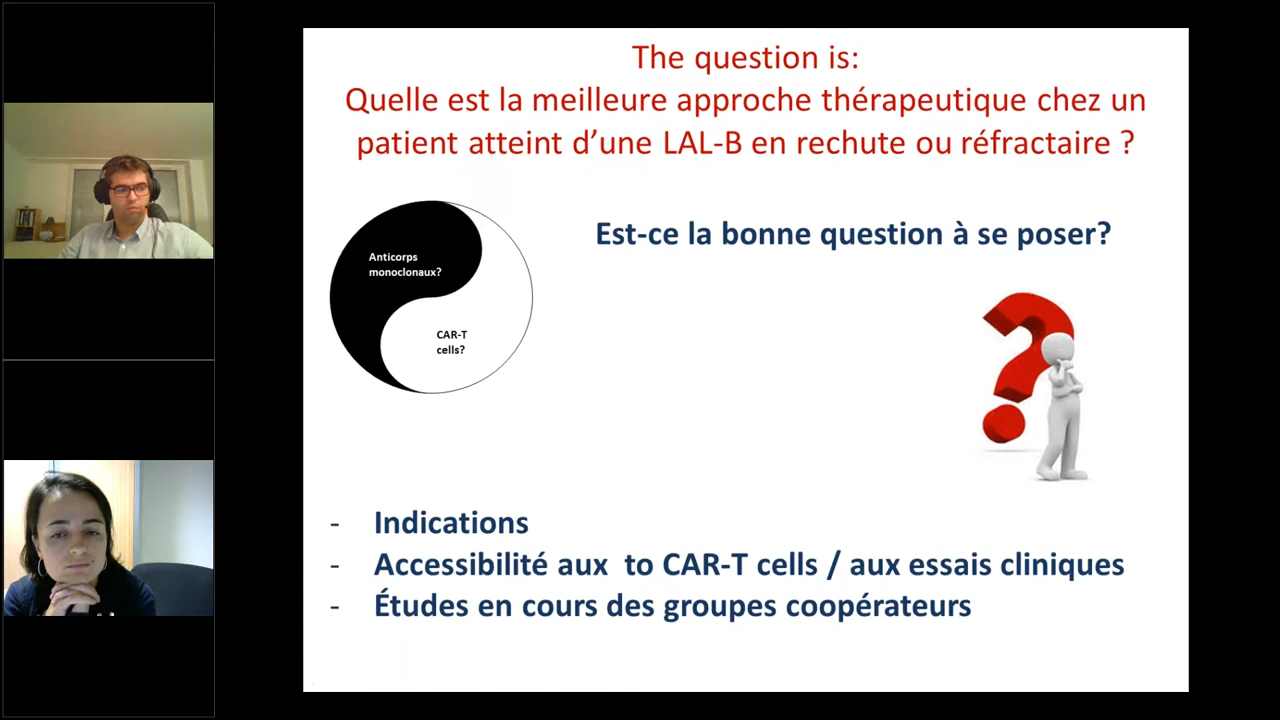 The question is:
Quelle est la meilleure approche thérapeutique chez un
patient atteint d’une LAL-B en rechute ou réfractaire ?
Est-ce la bonne question à se poser?
Anticorps
monoclonaux?
CAR-T
cells?
- Indications
- Accessibilité aux  to CAR-T cells / aux essais cliniques
- Études en cours des groupes coopérateurs